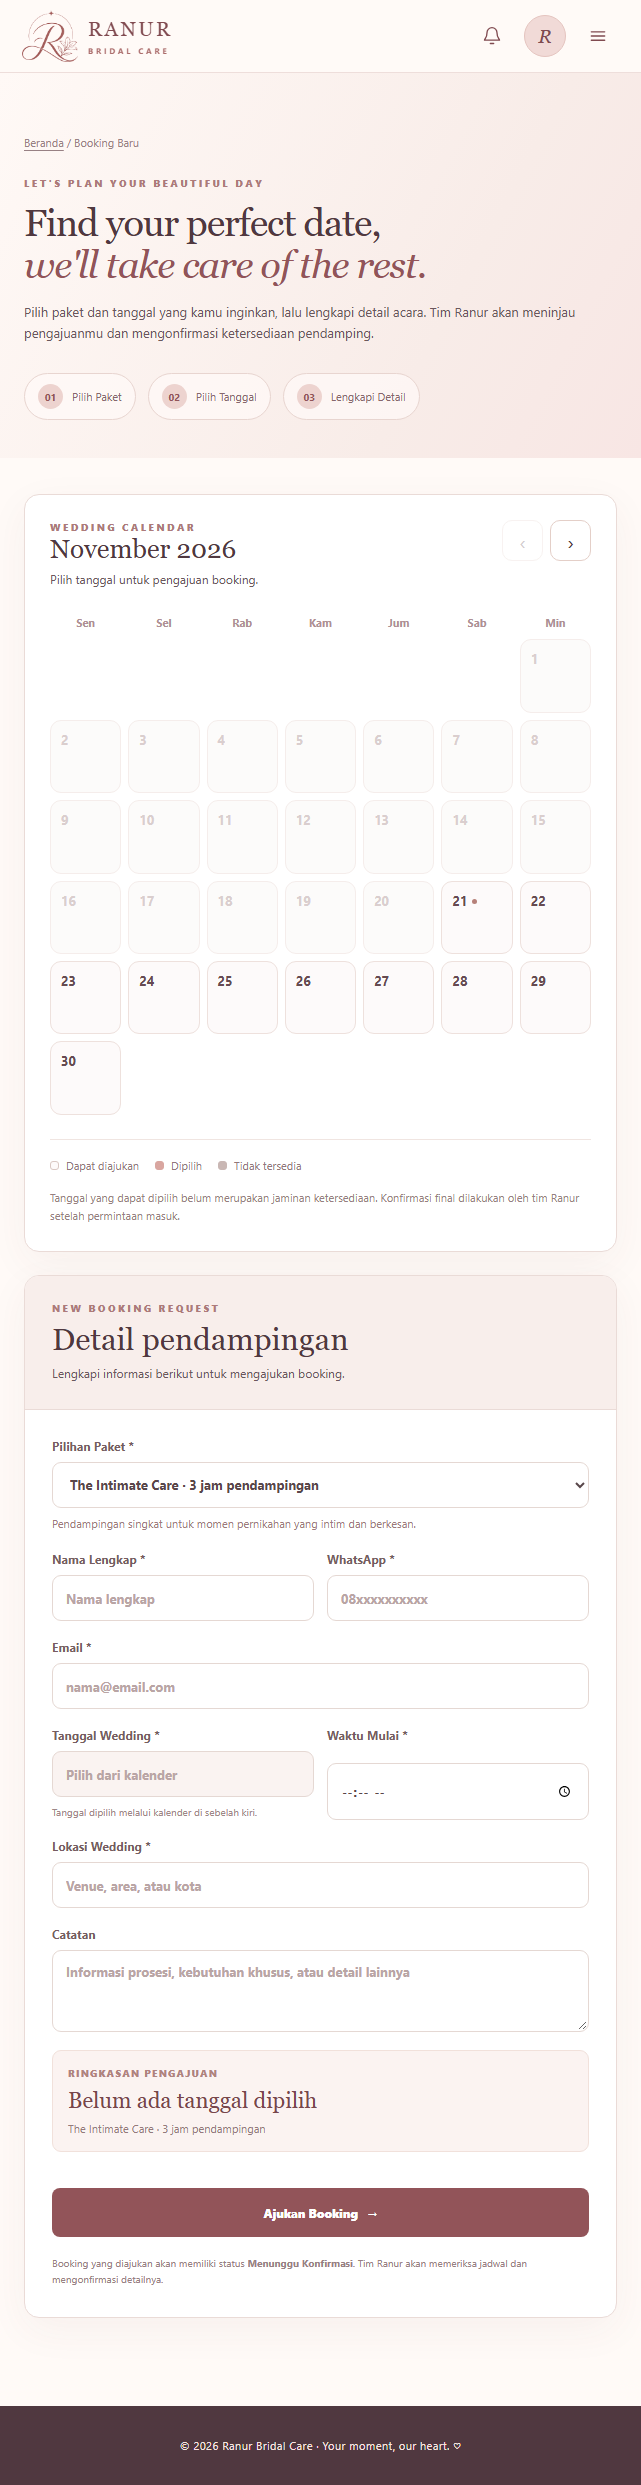 RANUR
BRIDAL CARE
R
Beranda / Booking Baru
LET'S PLAN YOUR BEAUTIFUL DAY
Find your perfect date,
we'll take care of the rest.
Pilih paket dan tanggal yang kamu inginkan, lalu lengkapi detail acara. Tim Ranur akan meninjau
pengajuanmu dan mengonfirmasi ketersediaan pendamping.
01 Pilih Paket 02 Pilih Tanggal 03 Lengkapi Detail
WEDDING CALENDAR
November 2026
‹ ›
Pilih tanggal untuk pengajuan booking.
Sen Sel Rab Kam Jum Sab Min
1
2 3 4 5 6 7 8
9 10 11 12 13 14 15
16 17 18 19 20 21 • 22
23 24 25 26 27 28 29
30
Dapat diajukan Dipilih Tidak tersedia
Tanggal yang dapat dipilih belum merupakan jaminan ketersediaan. Konfirmasi final dilakukan oleh tim Ranur
setelah permintaan masuk.
NEW BOOKING REQUEST
Detail pendampingan
Lengkapi informasi berikut untuk mengajukan booking.
Pilihan Paket *
The Intimate Care · 3 jam pendampingan
Pendampingan singkat untuk momen pernikahan yang intim dan berkesan.
Nama Lengkap * WhatsApp *
Nama lengkap 08xxxxxxxxxx
Email *
nama@email.com
Tanggal Wedding * Waktu Mulai *
Pilih dari kalender --:-- --
Tanggal dipilih melalui kalender di sebelah kiri.
Lokasi Wedding *
Venue, area, atau kota
Catatan
Informasi prosesi, kebutuhan khusus, atau detail lainnya
RINGKASAN PENGAJUAN
Belum ada tanggal dipilih
The Intimate Care · 3 jam pendampingan
Ajukan Booking →
Booking yang diajukan akan memiliki status Menunggu Konfirmasi. Tim Ranur akan memeriksa jadwal dan
mengonfirmasi detailnya.
© 2026 Ranur Bridal Care · Your moment, our heart. ♡